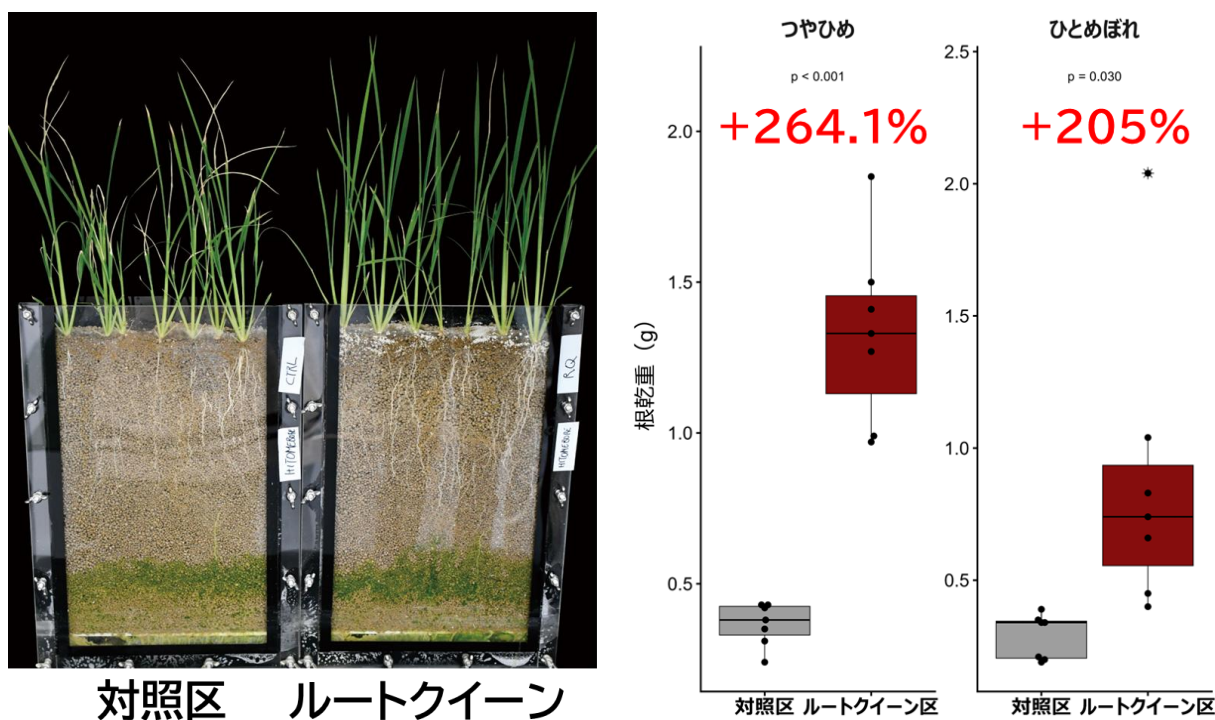 CTRL
HITOMEBORE
RQ
HITOMEBORE
対照区
ルートクイーン
つやひめ
p < 0.001
+264.1%
根乾重（g）
2.0
1.5
1.0
0.5
対照区
ルートクイーン区
ひとめぼれ
p = 0.030
+205%
2.5
2.0
1.5
1.0
0.5
対照区
ルートクイーン区